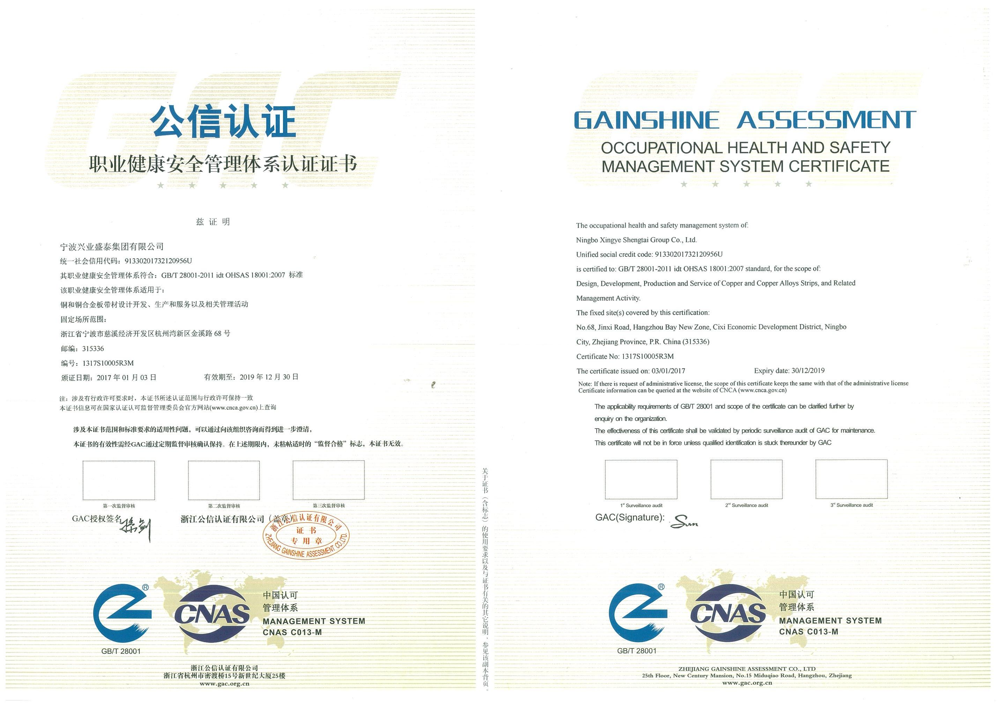 公信认证
职业健康安全管理体系认证证书
兹 证 明
宁波兴业盛泰集团有限公司
统一社会信用代码：91330201732120956U
其职业健康安全管理体系符合：GB/T 28001-2011 idt OHSAS 18001:2007 标准
该职业健康安全管理体系适用于：
铜和铜合金板带材设计开发、生产和服务以及相关管理活动
固定场所范围：
浙江省宁波市慈溪经济开发区杭州湾新区金溪路 68 号
邮编：315336
编号：1317S10005R3M
颁证日期：2017 年 01 月 03 日 有效期至：2019 年 12 月 30 日
注：涉及有行政许可要求时，本证书所述认证范围与行政许可保持一致
本证书信息可在国家认证认可监督管理委员会官方网站(www.cnca.gov.cn)上查询
涉及本证书范围和标准要求的适用性问题，可以通过向该组织咨询而得到进一步澄清，
本证书的有效性需经GAC通过定期监督审核确认保持。在上述期限内，未粘帖适时的“监督合格”标志，本证书无效。
第一次监督审核 第二次监督审核 第三次监督审核
GAC授权签名 浙江公信认证有限公司（盖章）
浙江公信认证有限公司
证 书
专 用 章
ZHEJIANG GAINSHINE ASSESSMENT CO.,LTD.
®
CNAS
中国认可
管理体系
MANAGEMENT SYSTEM
CNAS C013-M
GB/T 28001
浙江公信认证有限公司
浙江省杭州市密渡桥15号新世纪大厦25楼
www.gac.org.cn
关于证书（含标志）的使用要求以及与证书有关的其它说明，参见该副本背页。
GAINSHINE ASSESSMENT
OCCUPATIONAL HEALTH AND SAFETY
MANAGEMENT SYSTEM CERTIFICATE
The occupational health and safety management system of:
Ningbo Xingye Shengtai Group Co., Ltd.
Unified social credit code: 91330201732120956U
is certified to: GB/T 28001-2011 idt OHSAS 18001:2007 standard, for the scope of:
Design, Development, Production and Service of Copper and Copper Alloys Strips, and Related
Management Activity.
The fixed site(s) covered by this certification:
No.68, Jinxi Road, Hangzhou Bay New Zone, Cixi Economic Development District, Ningbo
City, Zhejiang Province, P.R. China (315336)
Certificate No: 1317S10005R3M
The certificate issued on: 03/01/2017 Expiry date: 30/12/2019
Note: If there is request of administrative license, the scope of this certificate keeps the same with that of the administrative license
Certificate information can be queried at the website of CNCA (www.cnca.gov.cn)
The applicability requirements of GB/T 28001 and scope of the certificate can be clarified further by
enquiry on the organization.
The effectiveness of this certificate shall be validated by periodic surveillance audit of GAC for maintenance.
This certificate will not be in force unless qualified identification is stuck thereunder by GAC
1st Surveillance audit 2nd Surveillance audit 3rd Surveillance audit
GAC(Signature): Sun
®
CNAS
中国认可
管理体系
MANAGEMENT SYSTEM
CNAS C013-M
GB/T 28001
ZHEJIANG GAINSHINE ASSESSMENT CO., LTD
25th Floor, New Century Mansion, No.15 Miduqiao Road, Hangzhou, Zhejiang
www.gac.org.cn